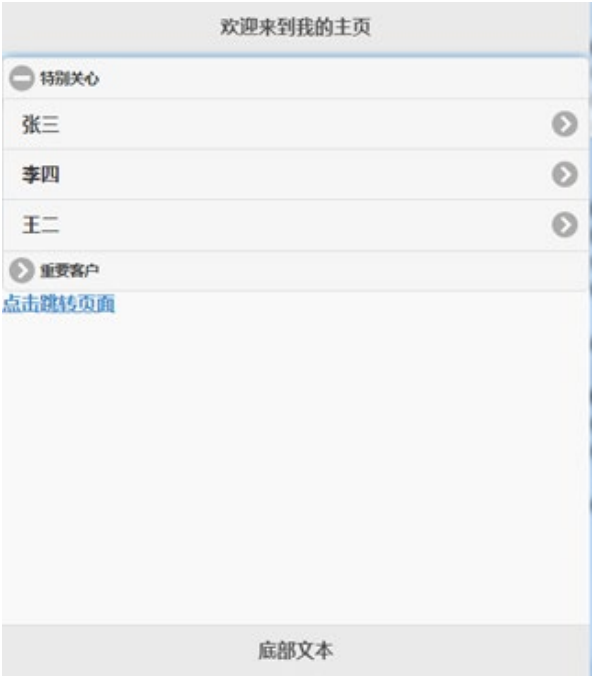 欢迎来到我的主页
特别关心
张三
李四
王二
重要客户
点击跳转页面
底部文本